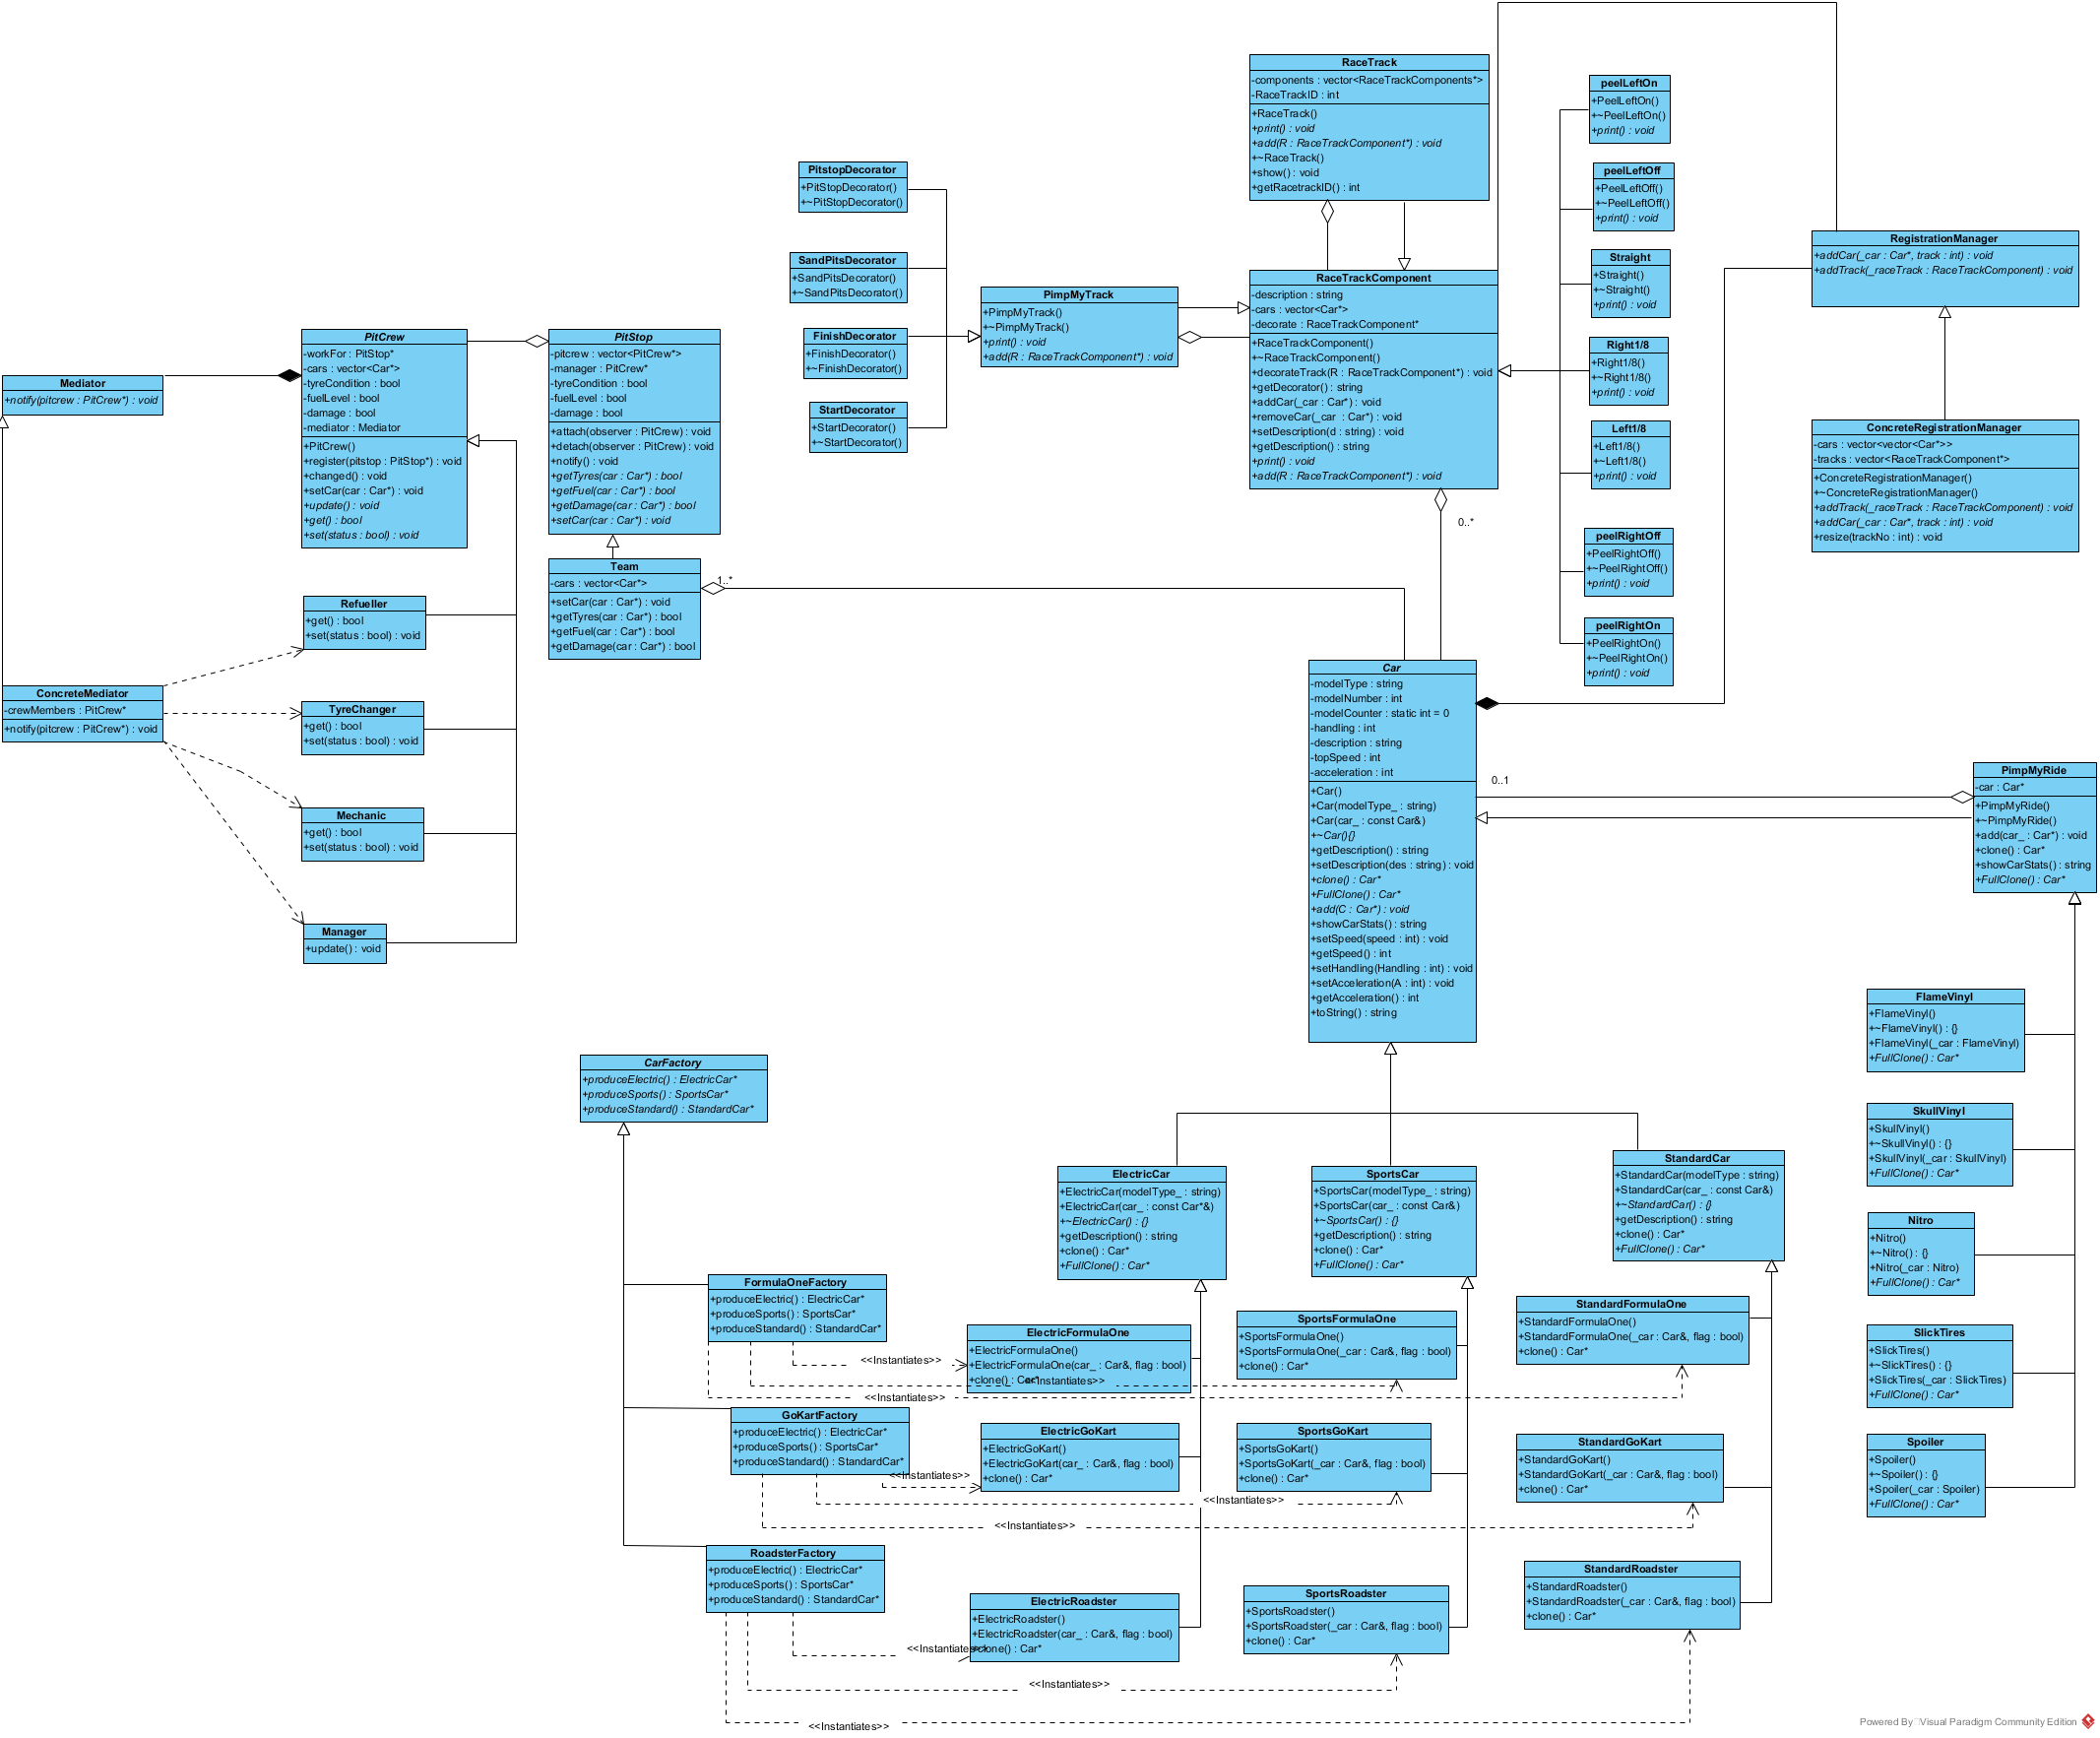 RaceTrack
-components : vector<RaceTrackComponents*>
-RaceTrackID : int
+RaceTrack()
+print() : void
+add(R : RaceTrackComponent*) : void
+~RaceTrack()
+show() : void
+getRacetrackID() : int
peelLeftOn
+PeelLeftOn()
+~PeelLeftOn()
+print() : void
peelLeftOff
+PeelLeftOff()
+~PeelLeftOff()
+print() : void
Straight
+Straight()
+~Straight()
+print() : void
Right1/8
+Right1/8()
+~Right1/8()
+print() : void
Left1/8
+Left1/8()
+~Left1/8()
+print() : void
peelRightOff
+PeelRightOff()
+~PeelRightOff()
+print() : void
peelRightOn
+PeelRightOn()
+~PeelRightOn()
+print() : void
RegistrationManager
+addCar(_car : Car*, track : int) : void
+addTrack(_raceTrack : RaceTrackComponent) : void
ConcreteRegistrationManager
-cars : vector<vector<Car*>>
-tracks : vector<RaceTrackComponent*>
+ConcreteRegistrationManager()
+~ConcreteRegistrationManager()
+addTrack(_raceTrack : RaceTrackComponent) : void
+addCar(_car : Car*, track : int) : void
+resize(trackNo : int) : void
PitstopDecorator
+PitStopDecorator()
+~PitStopDecorator()
SandPitsDecorator
+SandPitsDecorator()
+~SandPitsDecorator()
FinishDecorator
+FinishDecorator()
+~FinishDecorator()
StartDecorator
+StartDecorator()
+~StartDecorator()
PimpMyTrack
+PimpMyTrack()
+~PimpMyTrack()
+print() : void
+add(R : RaceTrackComponent*) : void
RaceTrackComponent
-description : string
-cars : vector<Car*>
-decorate : RaceTrackComponent*
+RaceTrackComponent()
+~RaceTrackComponent()
+decorateTrack(R : RaceTrackComponent*) : void
+getDecorator() : string
+addCar(_car : Car*) : void
+removeCar(_car : Car*) : void
+setDescription(d : string) : void
+getDescription() : string
+print() : void
+add(R : RaceTrackComponent*) : void
0..*
Mediator
+notify(pitcrew : PitCrew*) : void
PitCrew
-workFor : PitStop*
-cars : vector<Car*>
-tyreCondition : bool
-fuelLevel : bool
-damage : bool
-mediator : Mediator
+PitCrew()
+register(pitstop : PitStop*) : void
+changed() : void
+setCar(car : Car*) : void
+update() : void
+get() : bool
+set(status : bool) : void
PitStop
-pitcrew : vector<PitCrew*>
-manager : PitCrew*
-tyreCondition : bool
-fuelLevel : bool
-damage : bool
+attach(observer : PitCrew) : void
+detach(observer : PitCrew) : void
+notify() : void
+getTyres(car : Car*) : bool
+getFuel(car : Car*) : bool
+getDamage(car : Car*) : bool
+setCar(car : Car*) : void
Team
-cars : vector<Car*>
+setCar(car : Car*) : void
+getTyres(car : Car*) : bool
+getFuel(car : Car*) : bool
+getDamage(car : Car*) : bool
1..*
Refueller
+get() : bool
+set(status : bool) : void
ConcreteMediator
-crewMembers : PitCrew*
+notify(pitcrew : PitCrew*) : void
TyreChanger
+get() : bool
+set(status : bool) : void
Mechanic
+get() : bool
+set(status : bool) : void
Manager
+update() : void
Car
-modelType : string
-modelNumber : int
-modelCounter : static int = 0
-handling : int
-description : string
-topSpeed : int
-acceleration : int
+Car()
+Car(modelType_ : string)
+Car(car_ : const Car&)
+~Car(){}
+getDescription() : string
+setDescription(des : string) : void
+clone() : Car*
+FullClone() : Car*
+add(C : Car*) : void
+showCarStats() : string
+setSpeed(speed : int) : void
+getSpeed() : int
+setHandling(Handling : int) : void
+setAcceleration(A : int) : void
+getAcceleration() : int
+toString() : string
0..1
PimpMyRide
-car : Car*
+PimpMyRide()
+~PimpMyRide()
+add(car_ : Car*) : void
+clone() : Car*
+showCarStats() : string
+FullClone() : Car*
FlameVinyl
+FlameVinyl()
+~FlameVinyl() : {}
+FlameVinyl(_car : FlameVinyl)
+FullClone() : Car*
SkullVinyl
+SkullVinyl()
+~SkullVinyl() : {}
+SkullVinyl(_car : SkullVinyl)
+FullClone() : Car*
Nitro
+Nitro()
+~Nitro() : {}
+Nitro(_car : Nitro)
+FullClone() : Car*
SlickTires
+SlickTires()
+~SlickTires() : {}
+SlickTires(_car : SlickTires)
+FullClone() : Car*
Spoiler
+Spoiler()
+~Spoiler() : {}
+Spoiler(_car : Spoiler)
+FullClone() : Car*
CarFactory
+produceElectric() : ElectricCar*
+produceSports() : SportsCar*
+produceStandard() : StandardCar*
ElectricCar
+ElectricCar(modelType_ : string)
+ElectricCar(car_ : const Car*&)
+~ElectricCar() : {}
+getDescription() : string
+clone() : Car*
+FullClone() : Car*
SportsCar
+SportsCar(modelType_ : string)
+SportsCar(car_ : const Car&)
+~SportsCar() : {}
+getDescription() : string
+clone() : Car*
+FullClone() : Car*
StandardCar
+StandardCar(modelType : string)
+StandardCar(car_ : const Car&)
+~StandardCar() : {}
+getDescription() : string
+clone() : Car*
+FullClone() : Car*
FormulaOneFactory
+produceElectric() : ElectricCar*
+produceSports() : SportsCar*
+produceStandard() : StandardCar*
<<Instantiates>>
<<Instantiates>>
<<Instantiates>>
ElectricFormulaOne
+ElectricFormulaOne()
+ElectricFormulaOne(car_ : Car&, flag : bool)
+clone() : Car*
SportsFormulaOne
+SportsFormulaOne()
+SportsFormulaOne(_car : Car&, flag : bool)
+clone() : Car*
StandardFormulaOne
+StandardFormulaOne()
+StandardFormulaOne(_car : Car&, flag : bool)
+clone() : Car*
GoKartFactory
+produceElectric() : ElectricCar*
+produceSports() : SportsCar*
+produceStandard() : StandardCar*
<<Instantiates>>
<<Instantiates>>
<<Instantiates>>
ElectricGoKart
+ElectricGoKart()
+ElectricGoKart(car_ : Car&, flag : bool)
+clone() : Car*
SportsGoKart
+SportsGoKart()
+SportsGoKart(_car : Car&, flag : bool)
+clone() : Car*
StandardGoKart
+StandardGoKart()
+StandardGoKart(_car : Car&, flag : bool)
+clone() : Car*
RoadsterFactory
+produceElectric() : ElectricCar*
+produceSports() : SportsCar*
+produceStandard() : StandardCar*
<<Instantiates>>
<<Instantiates>>
<<Instantiates>>
ElectricRoadster
+ElectricRoadster()
+ElectricRoadster(car_ : Car&, flag : bool)
+clone() : Car*
SportsRoadster
+SportsRoadster()
+SportsRoadster(_car : Car&, flag : bool)
+clone() : Car*
StandardRoadster
+StandardRoadster()
+StandardRoadster(_car : Car&, flag : bool)
+clone() : Car*
Powered By Visual Paradigm Community Edition